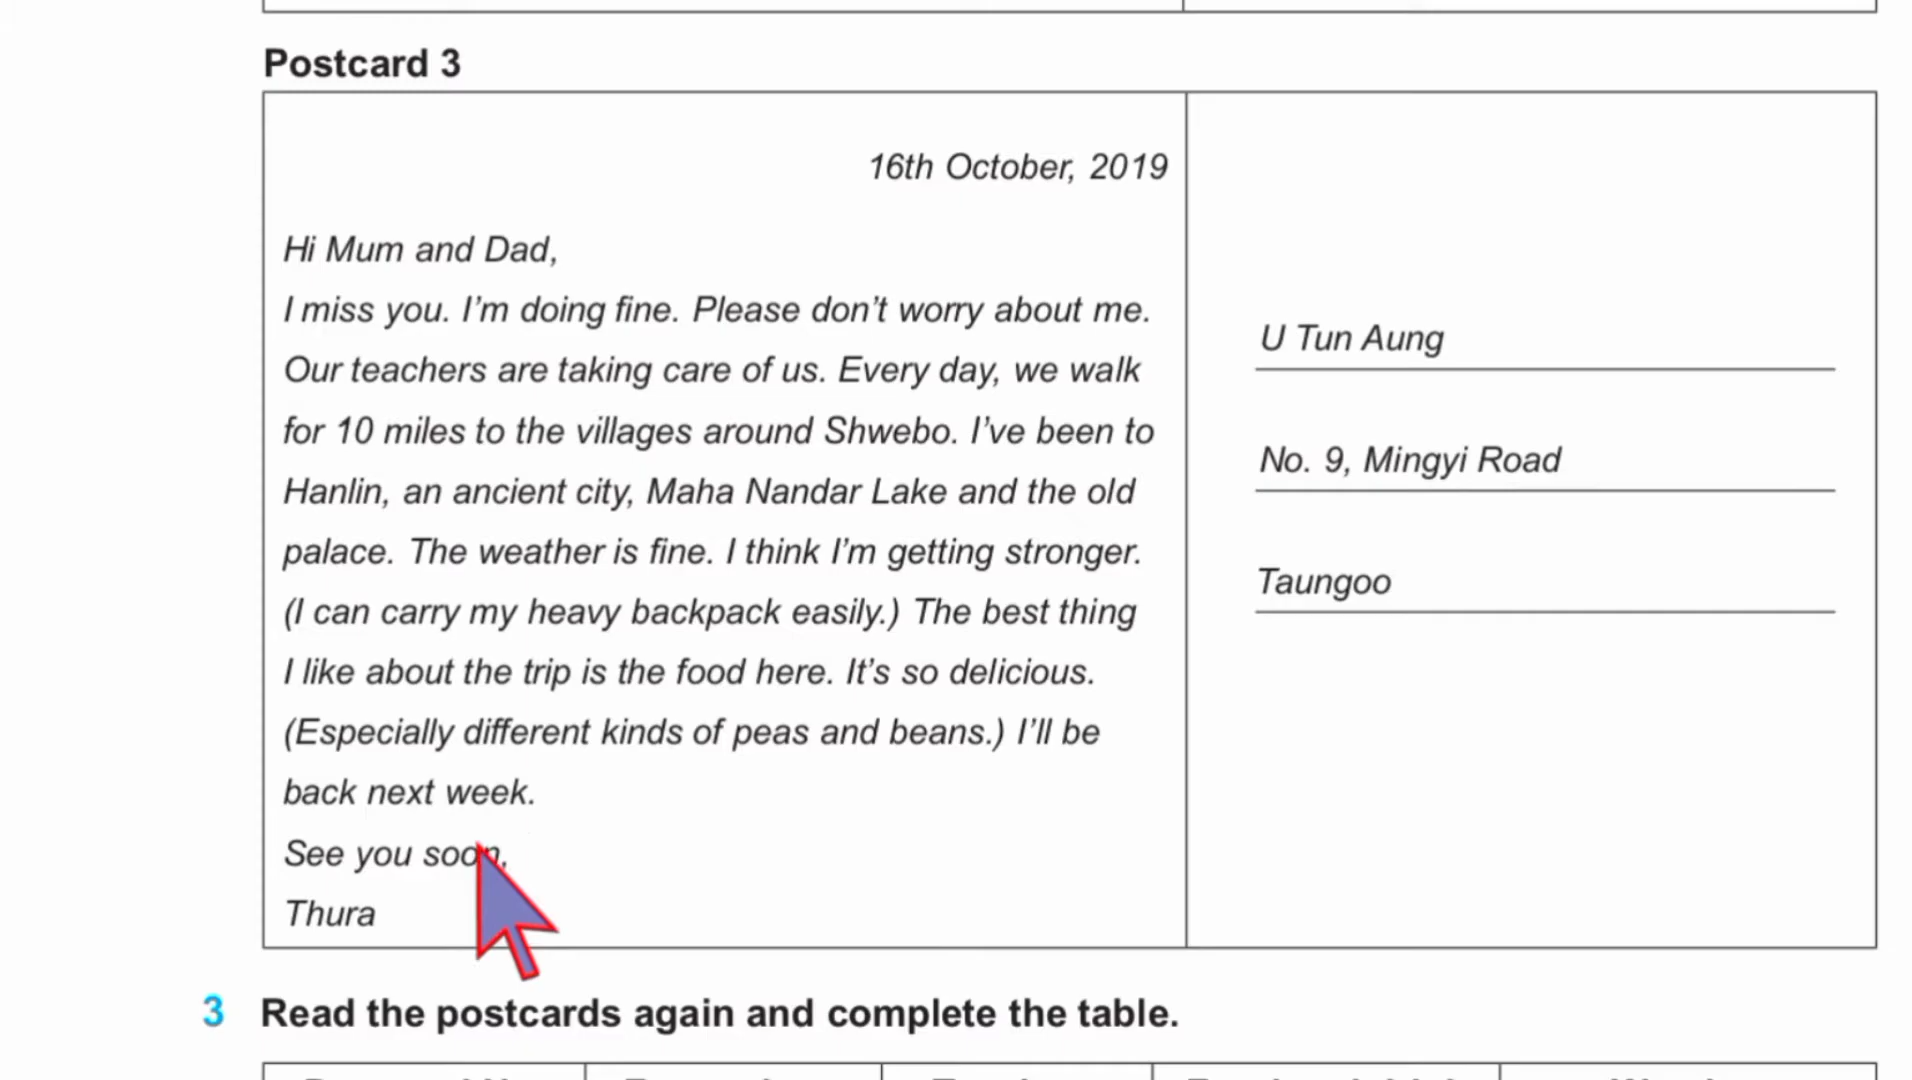 Postcard 3
16th October, 2019
Hi Mum and Dad,
I miss you. I'm doing fine. Please don't worry about me.
Our teachers are taking care of us. Every day, we walk
for 10 miles to the villages around Shwebo. I've been to
Hanlin, an ancient city, Maha Nandar Lake and the old
palace. The weather is fine. I think I'm getting stronger.
(I can carry my heavy backpack easily.) The best thing
I like about the trip is the food here. It's so delicious.
(Especially different kinds of peas and beans.) I'll be
back next week.
See you soon,
Thura
U Tun Aung
No. 9, Mingyi Road
Taungoo
3 Read the postcards again and complete the table.